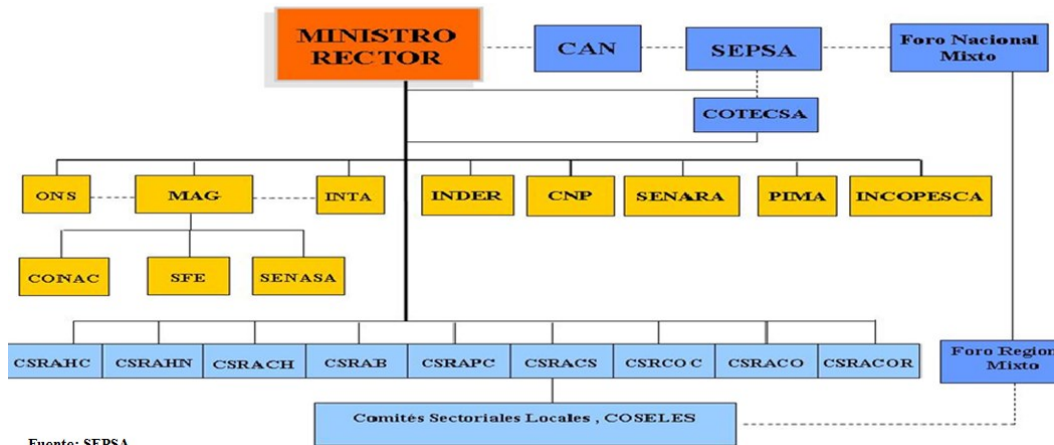 MINISTRO
RECTOR
CAN
SEPSA
Foro Nacional
Mixto
COTECSA
ONS
MAG
INTA
INDER
CNP
SENARA
PIMA
INCOPESCA
CONAC
SFE
SENASA
CSRAHC
CSRAHN
CSRACH
CSRAB
CSRAPC
CSRACS
CSRCOC
CSRACO
CSRACOR
Foro Region
Mixto
Comités Sectoriales Locales , COSELES
Fuente: SEPSA